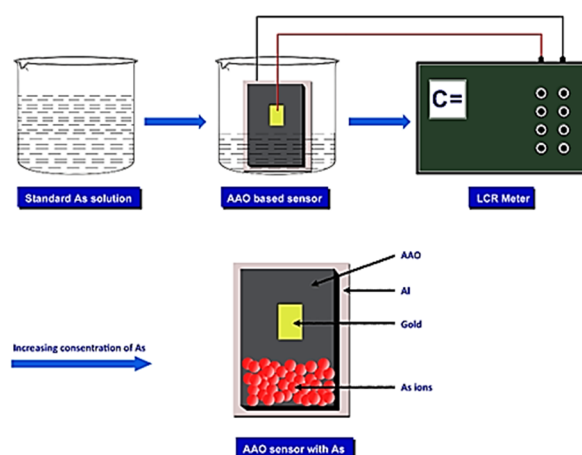 C=
Standard As solution
AAO based sensor
LCR Meter
AAO
Al
Gold
Increasing consentration of As
As ions
AAO sensor with As